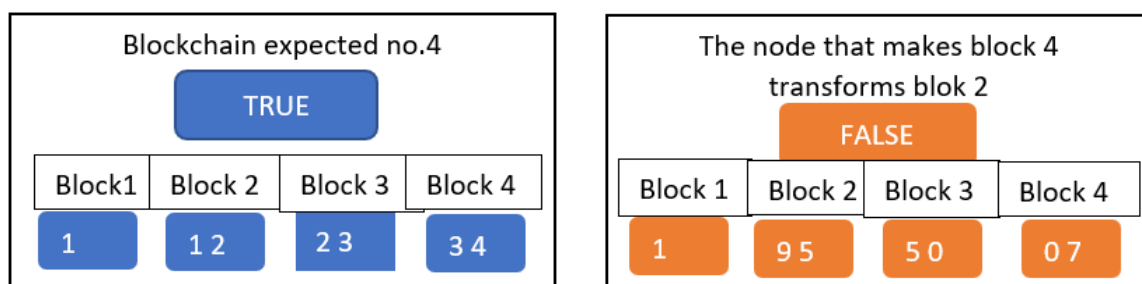 Blockchain expected no.4
TRUE
Block1 Block 2 Block 3 Block 4
1 1 2 2 3 3 4
The node that makes block 4
transforms blok 2
FALSE
Block 1 Block 2 Block 3 Block 4
1 9 5 5 0 0 7